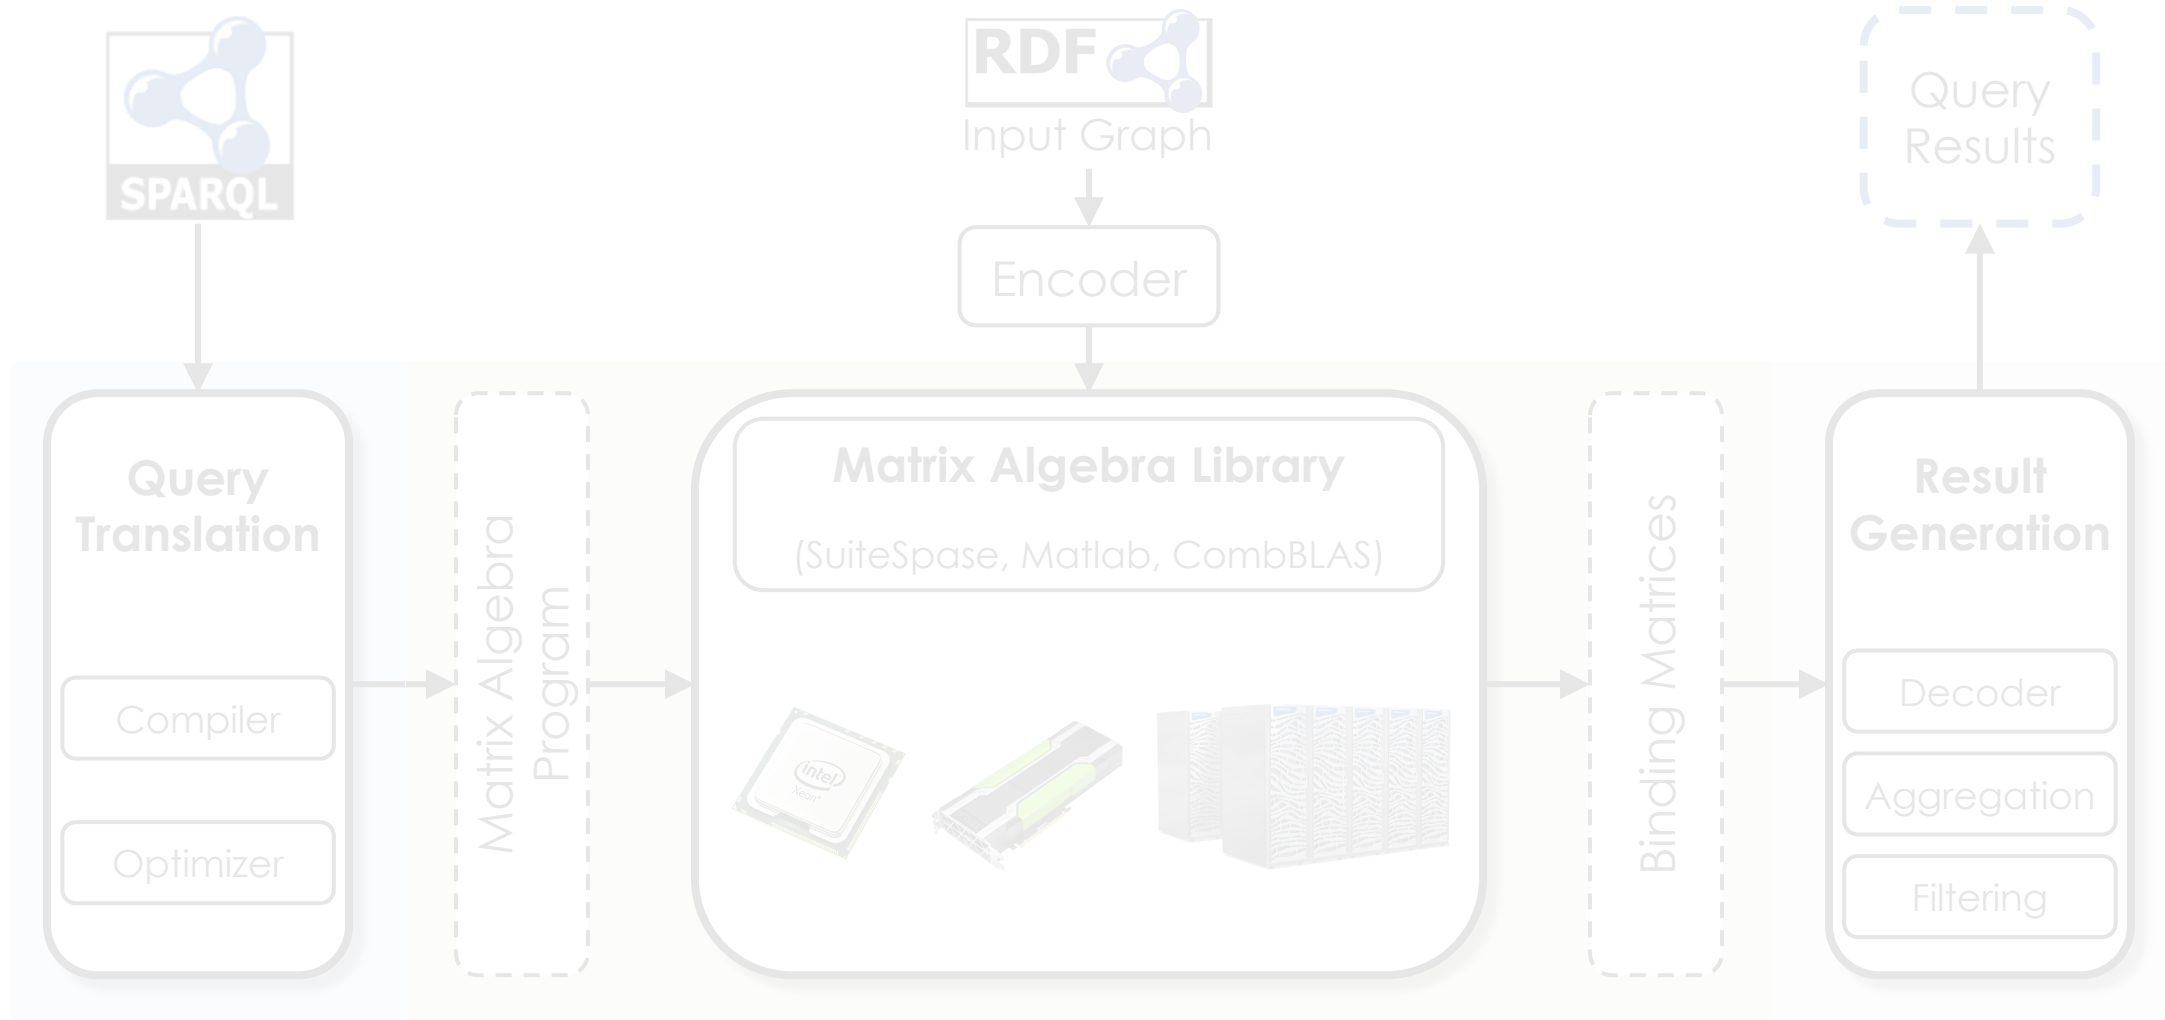 SPARQL
RDF
Input Graph
Encoder
Query
Results
Query
Translation
Compiler
Optimizer
Matrix Algebra
Program
Matrix Algebra Library
(SuiteSpase, Matlab, CombBLAS)
intel
Xeon™
Binding Matrices
Result
Generation
Decoder
Aggregation
Filtering